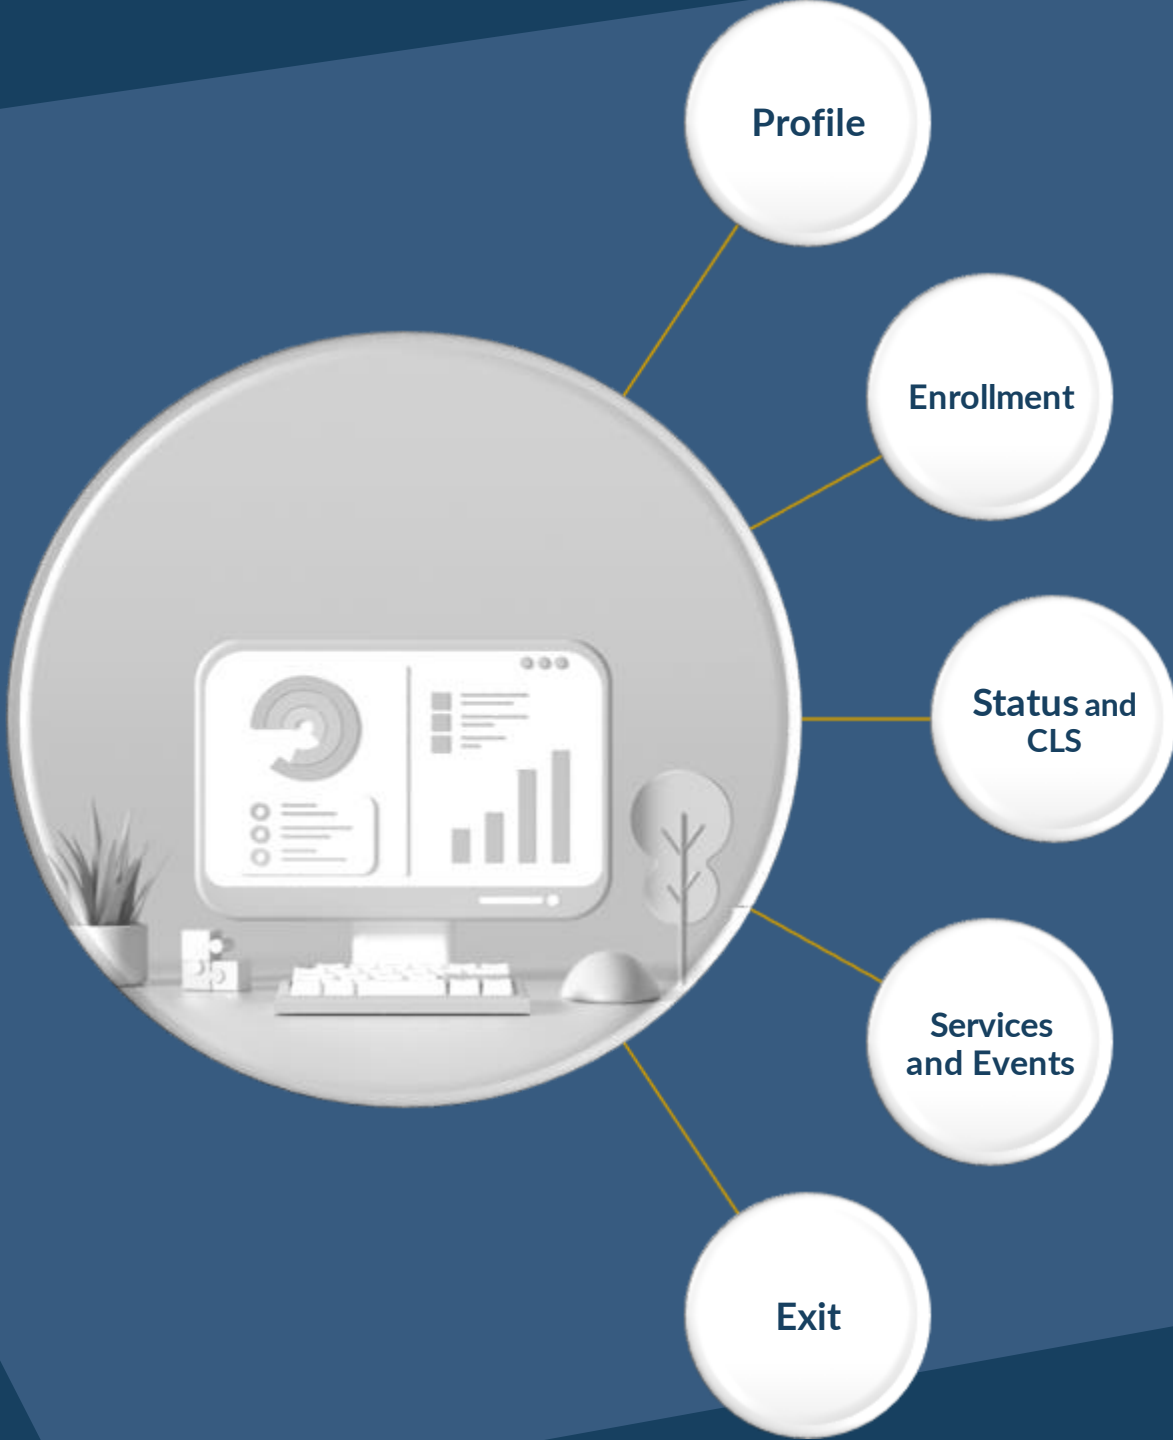 Profile
Enrollment
Status and
CLS
Services
and Events
Exit